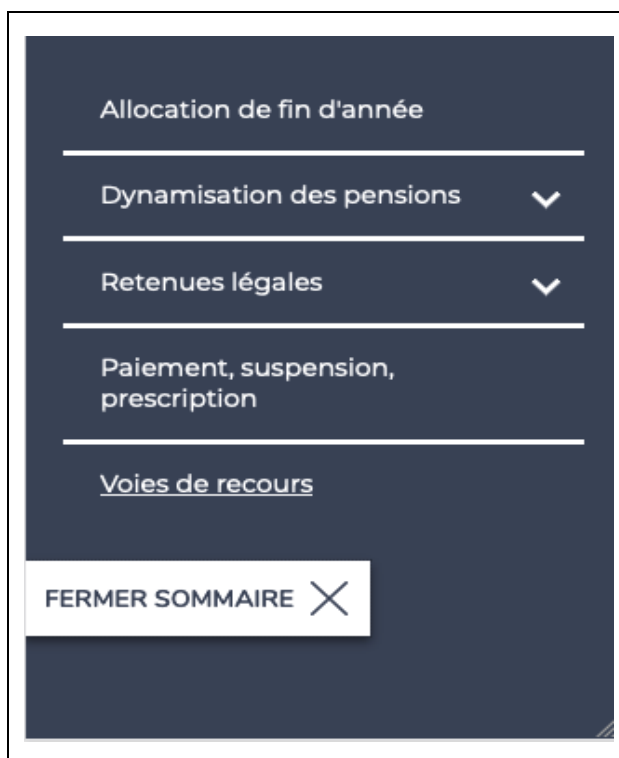 Allocation de fin d'année
Dynamisation des pensions
Retenues légales
Paiement, suspension,
prescription
Voies de recours
FERMER SOMMAIRE